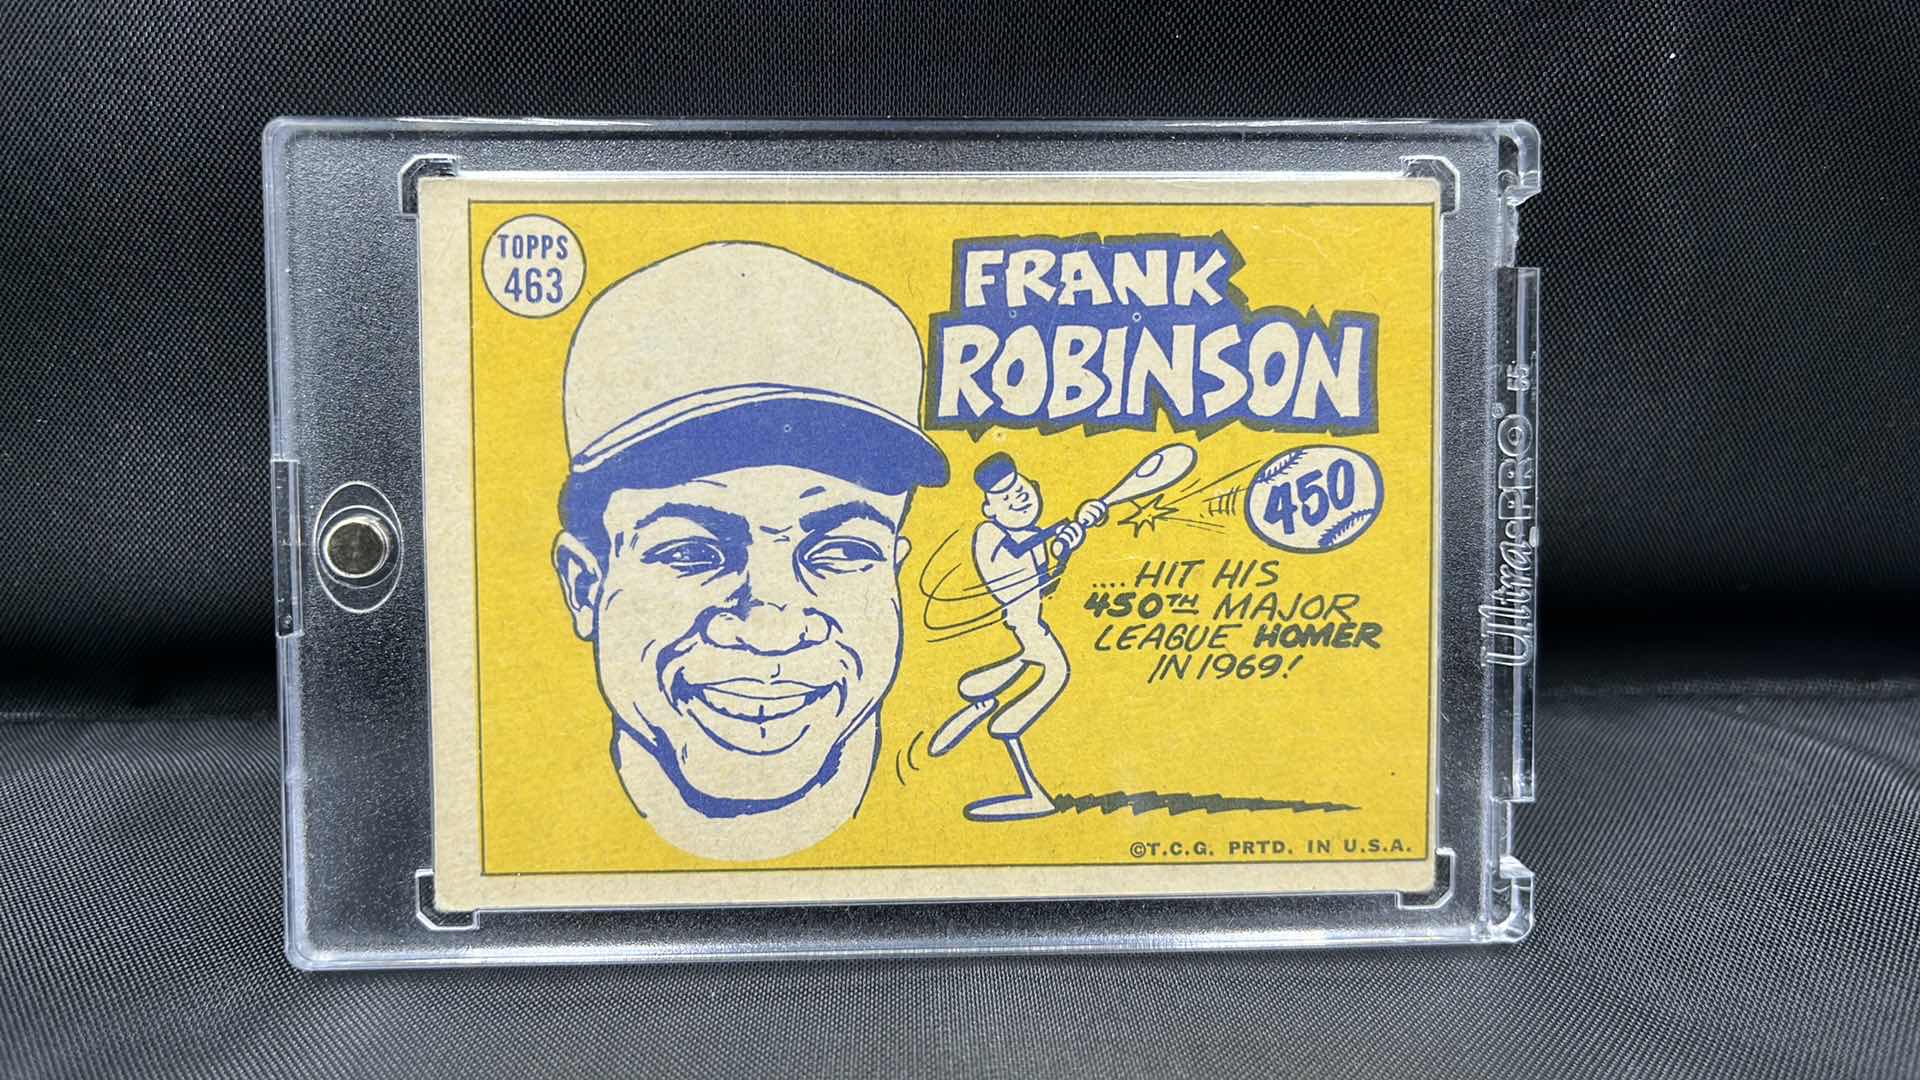 TOPPS
463
FRANK
ROBINSON
450
.... HIT HIS
450TH MAJOR
LEAGUE HOMER
IN 1969!
©T.C.G. PRTD. IN U.S.A.
UltraPRO®